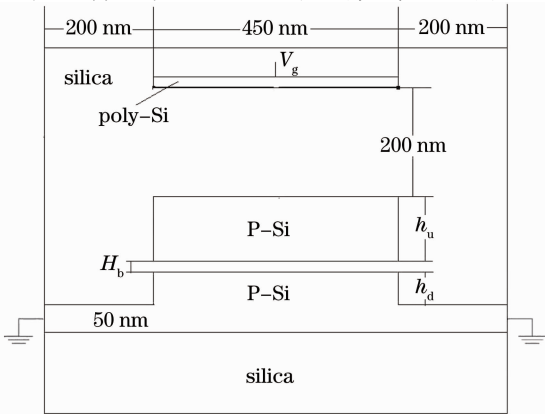 200 nm 450 nm 200 nm
V_g
silica
poly-Si
200 nm
P-Si
h_u
H_b
P-Si
h_d
50 nm
silica